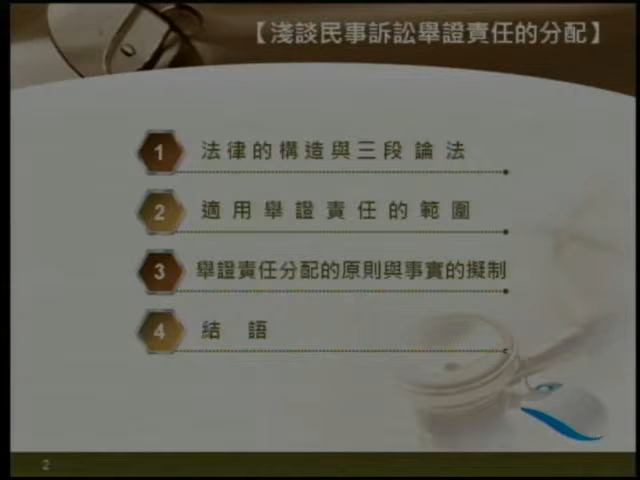 【淺談民事訴訟舉證責任的分配】
1 法律的構造與三段論法
2 適用舉證責任的範圍
3 舉證責任分配的原則與事實的擬制
4 結語
2